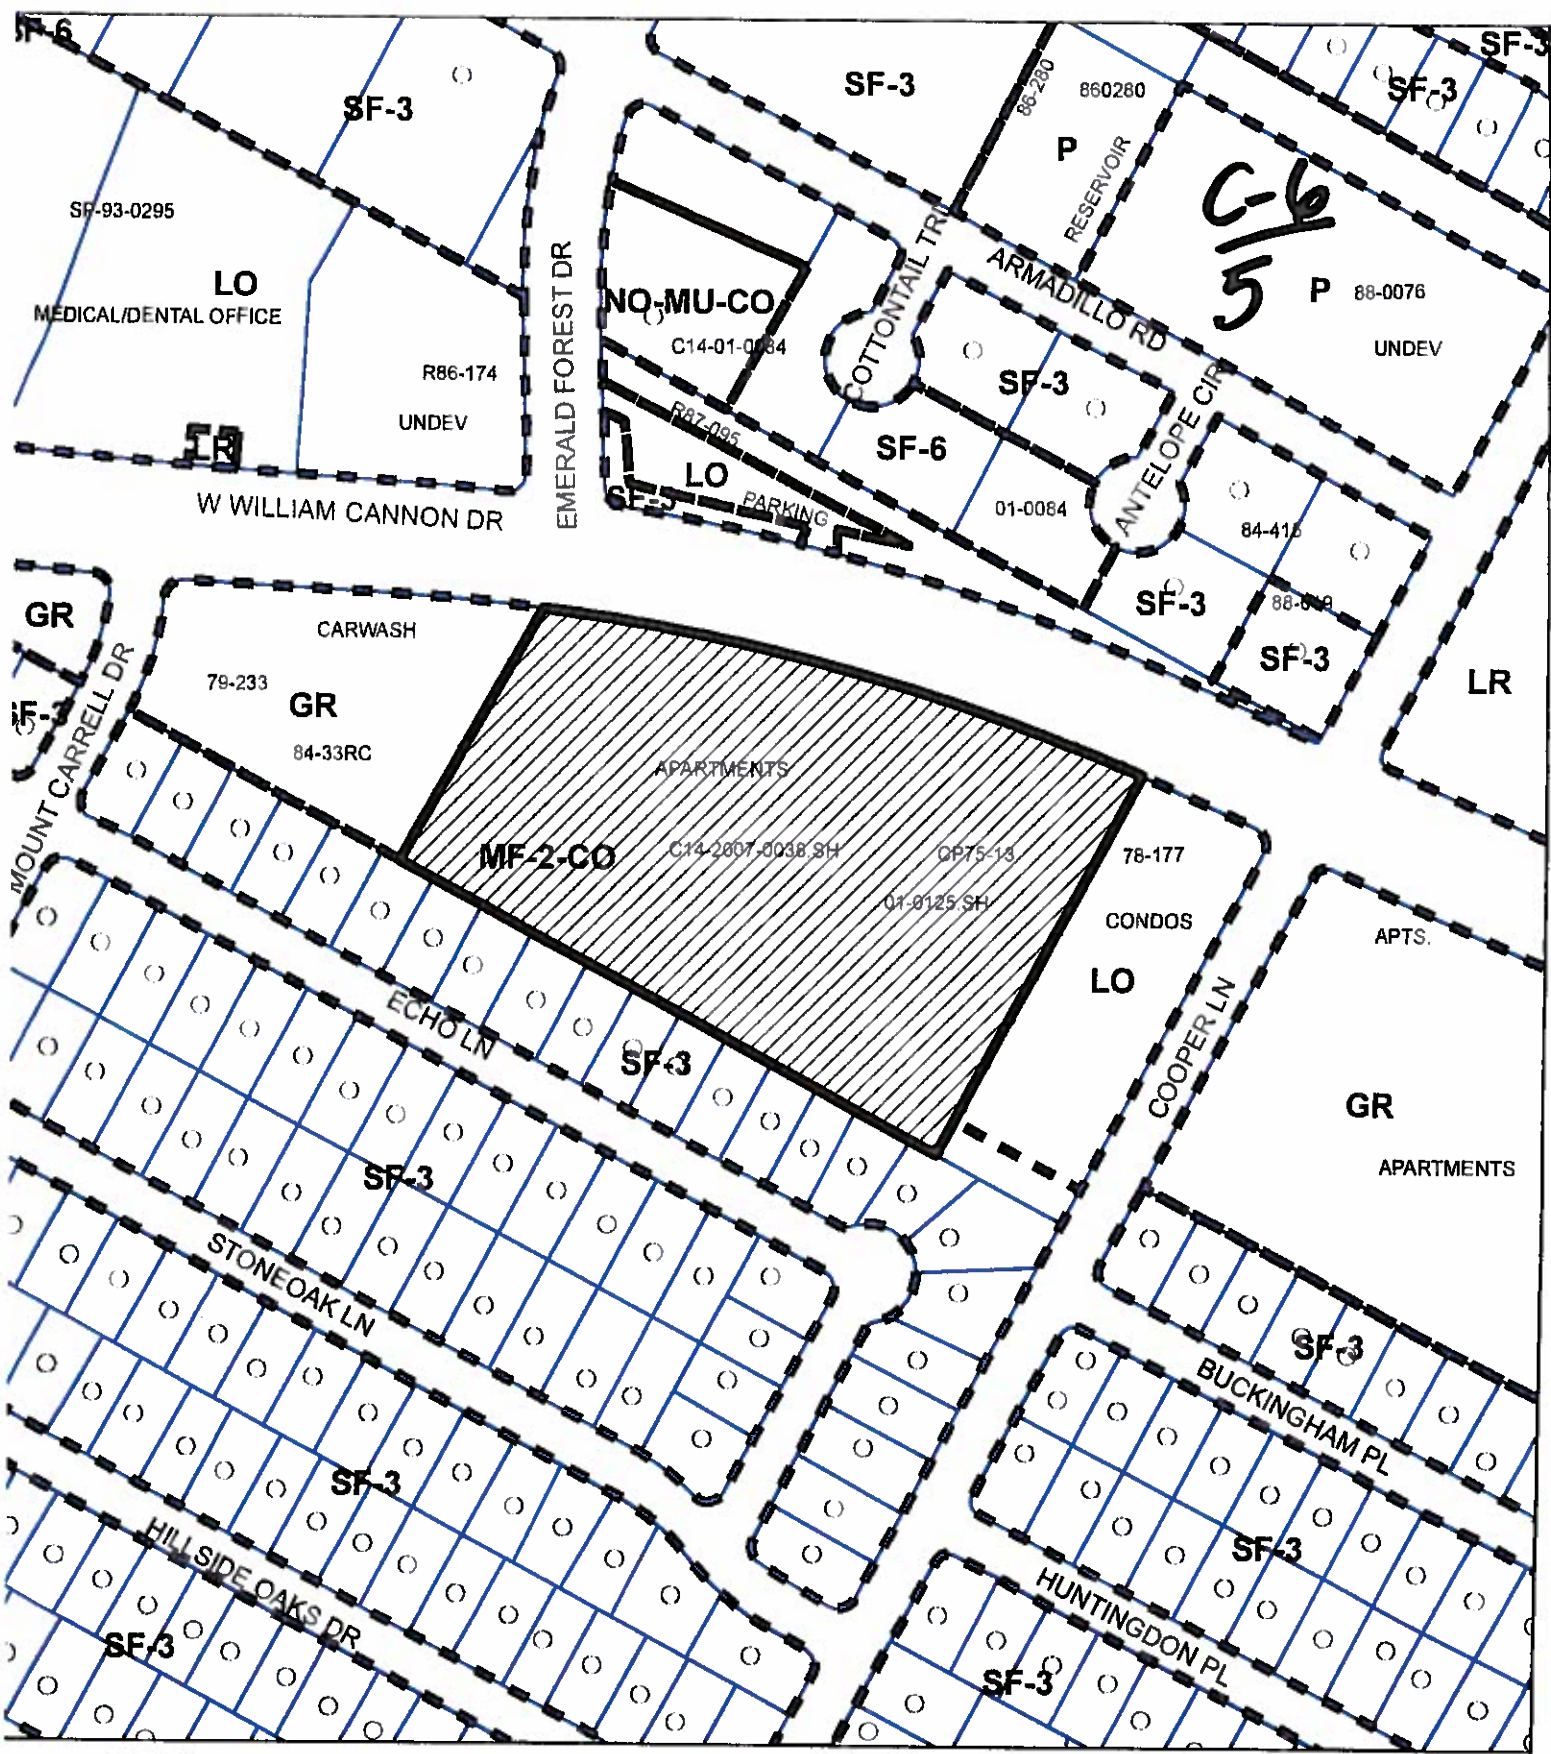 SF-6
SF-3
SF-3
SF-3
SF-3
86-280
860280
P
RESERVOIR
C-6
5
P
88-0076
UNDEV
SP-93-0295
LO
MEDICAL/DENTAL OFFICE
R86-174
UNDEV
LR
EMERALD FOREST DR
NO-MU-CO
C14-01-0084
COTTONTAIL TRL
ARMADILLO RD
SF-3
ANTELOPE CIR
R87-095
SF-6
LO
SF-3
PARKING
01-0084
84-415
W WILLIAM CANNON DR
SF-3
SF-3
LR
GR
SF-3
MOUNT CARRELL DR
CARWASH
79-233
GR
84-33RC
APARTMENTS
MF-2-CO
C14-2007-0038.SH
CP75-13
01-0125.SH
78-177
CONDOS
LO
COOPER LN
APTS.
GR
APARTMENTS
ECHO LN
SF-3
SF-3
STONEOAK LN
SF-3
BUCKINGHAM PL
SF-3
HILLSIDE OAKS DR
SF-3
SF-3
HUNTINGDON PL
SF-3